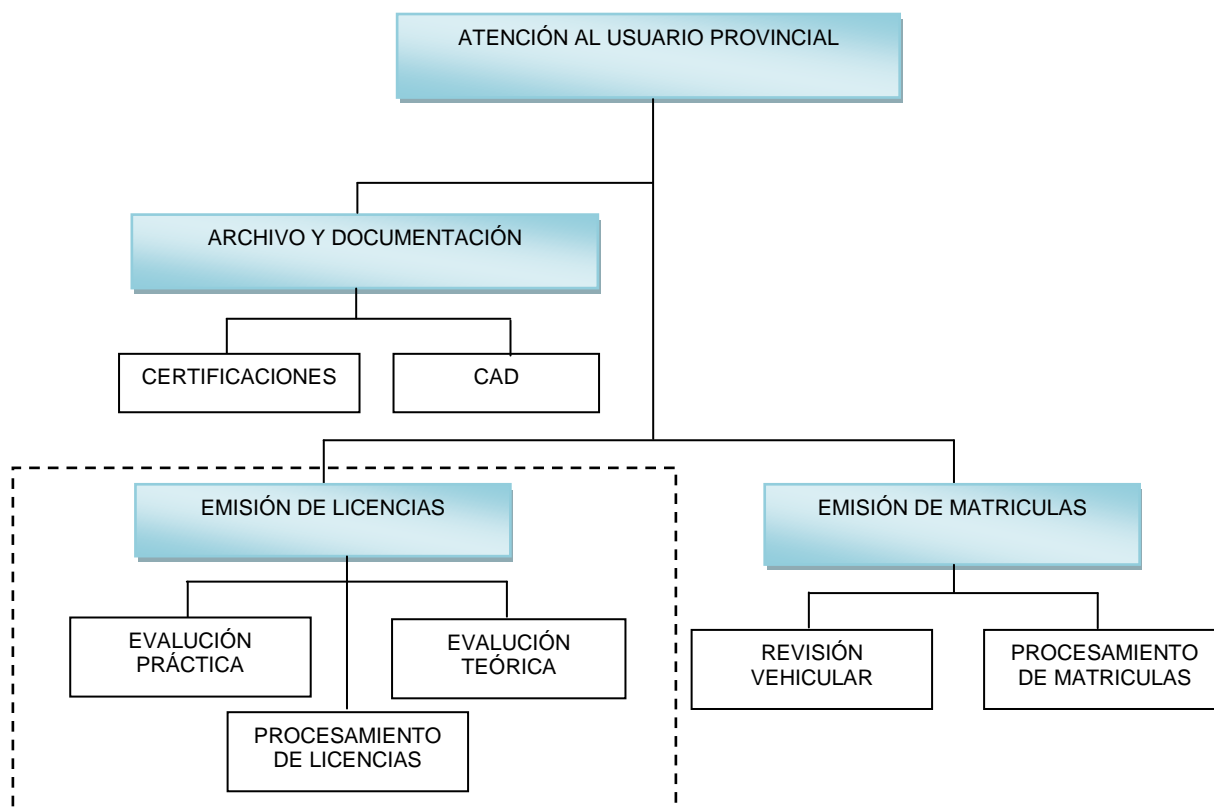 ATENCIÓN AL USUARIO PROVINCIAL
ARCHIVO Y DOCUMENTACIÓN
CERTIFICACIONES
CAD
EMISIÓN DE LICENCIAS
EMISIÓN DE MATRICULAS
EVALUCIÓN
PRÁCTICA
EVALUCIÓN
TEÓRICA
PROCESAMIENTO
DE LICENCIAS
REVISIÓN
VEHICULAR
PROCESAMIENTO
DE MATRICULAS